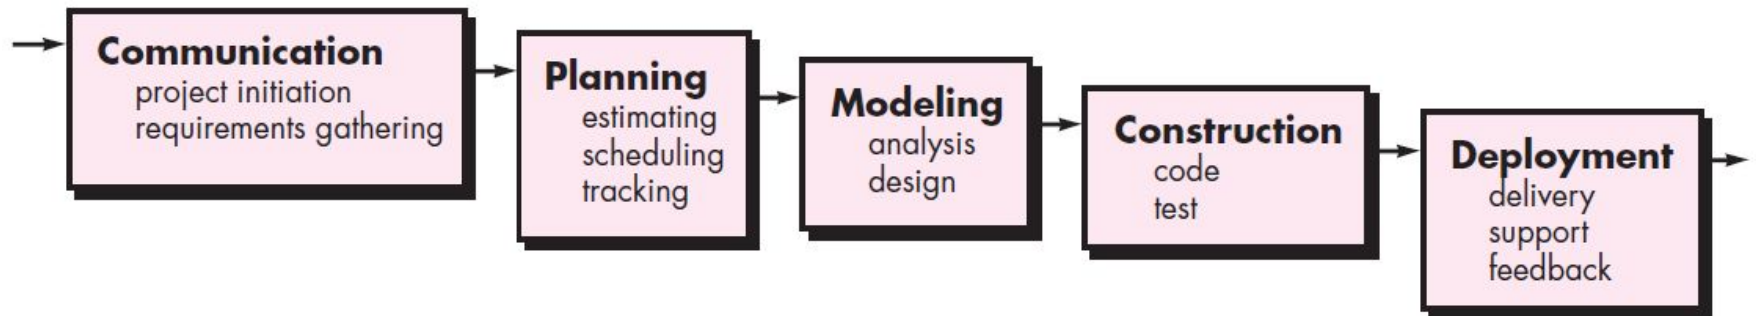 Communication
project initiation
requirements gathering
Planning
estimating
scheduling
tracking
Modeling
analysis
design
Construction
code
test
Deployment
delivery
support
feedback